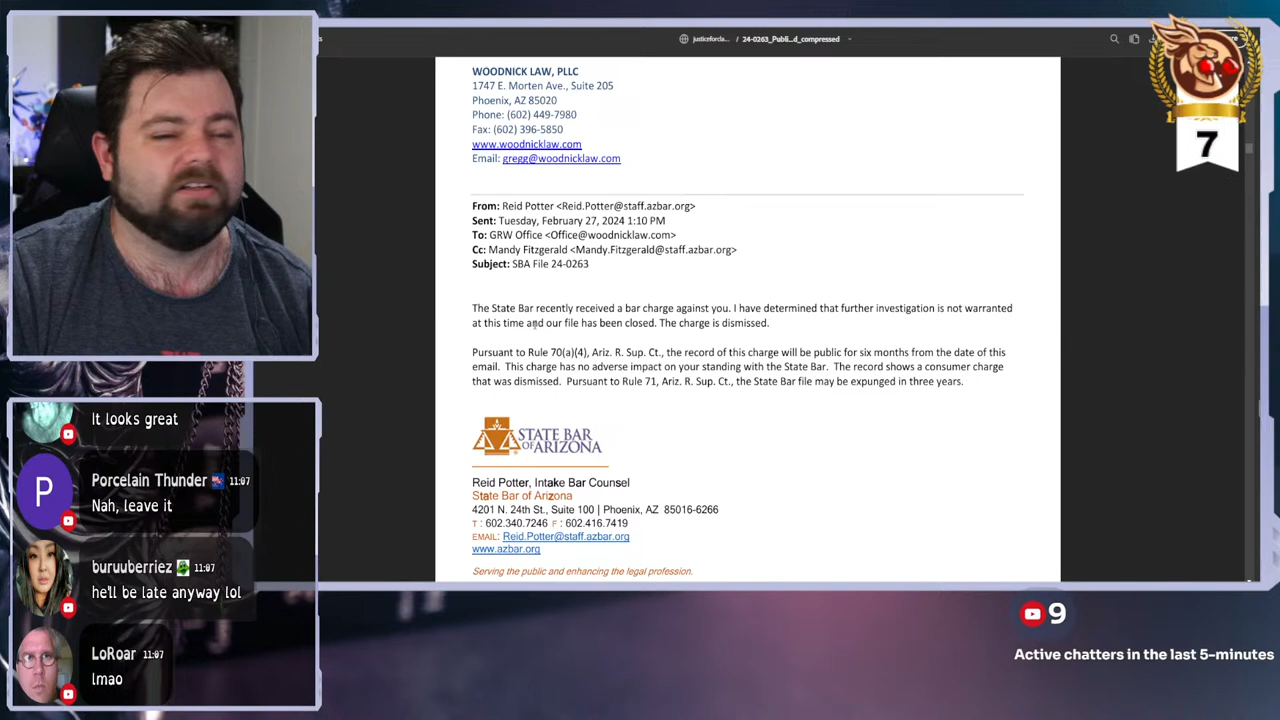 justiceforcla... / 24-0263_Publi...d_compressed
7
WOODNICK LAW, PLLC
1747 E. Morten Ave., Suite 205
Phoenix, AZ 85020
Phone: (602) 449-7980
Fax: (602) 396-5850
www.woodnicklaw.com
Email: gregg@woodnicklaw.com
From: Reid Potter <Reid.Potter@staff.azbar.org>
Sent: Tuesday, February 27, 2024 1:10 PM
To: GRW Office <Office@woodnicklaw.com>
Cc: Mandy Fitzgerald <Mandy.Fitzgerald@staff.azbar.org>
Subject: SBA File 24-0263
The State Bar recently received a bar charge against you. I have determined that further investigation is not warranted
at this time and our file has been closed. The charge is dismissed.
Pursuant to Rule 70(a)(4), Ariz. R. Sup. Ct., the record of this charge will be public for six months from the date of this
email. This charge has no adverse impact on your standing with the State Bar. The record shows a consumer charge
that was dismissed. Pursuant to Rule 71, Ariz. R. Sup. Ct., the State Bar file may be expunged in three years.
STATE BAR
OF ARIZONA
Reid Potter, Intake Bar Counsel
State Bar of Arizona
4201 N. 24th St., Suite 100 | Phoenix, AZ 85016-6266
T : 602.340.7246 F : 602.416.7419
EMAIL: Reid.Potter@staff.azbar.org
www.azbar.org
Serving the public and enhancing the legal profession.
It looks great
P
Porcelain Thunder 11:07
Nah, leave it
buruuberriez 11:07
he'll be late anyway lol
LoRoar 11:07
lmao
9
Active chatters in the last 5-minutes